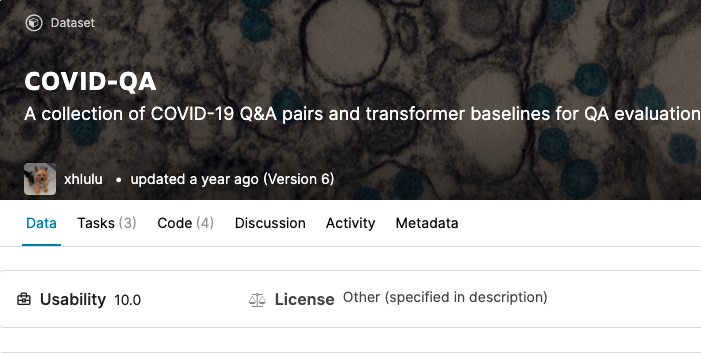 Dataset
COVID-QA
A collection of COVID-19 Q&A pairs and transformer baselines for QA evaluation
xhlulu • updated a year ago (Version 6)
Data Tasks (3) Code (4) Discussion Activity Metadata
Usability 10.0 License Other (specified in description)